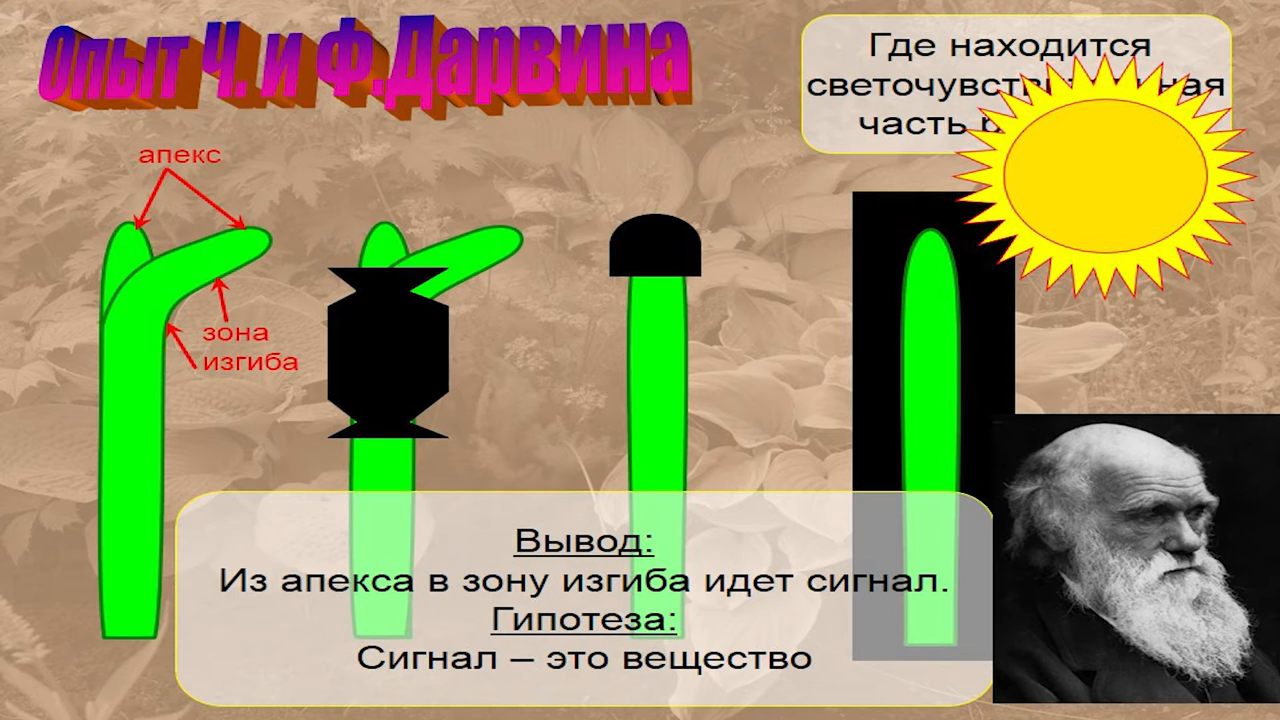 Опыт Ч. и Ф.Дарвина
Где находится
часть
апекс
зона
изгиба
Вывод:
Из апекса в зону изгиба идет сигнал.
Гипотеза:
Сигнал – это вещество